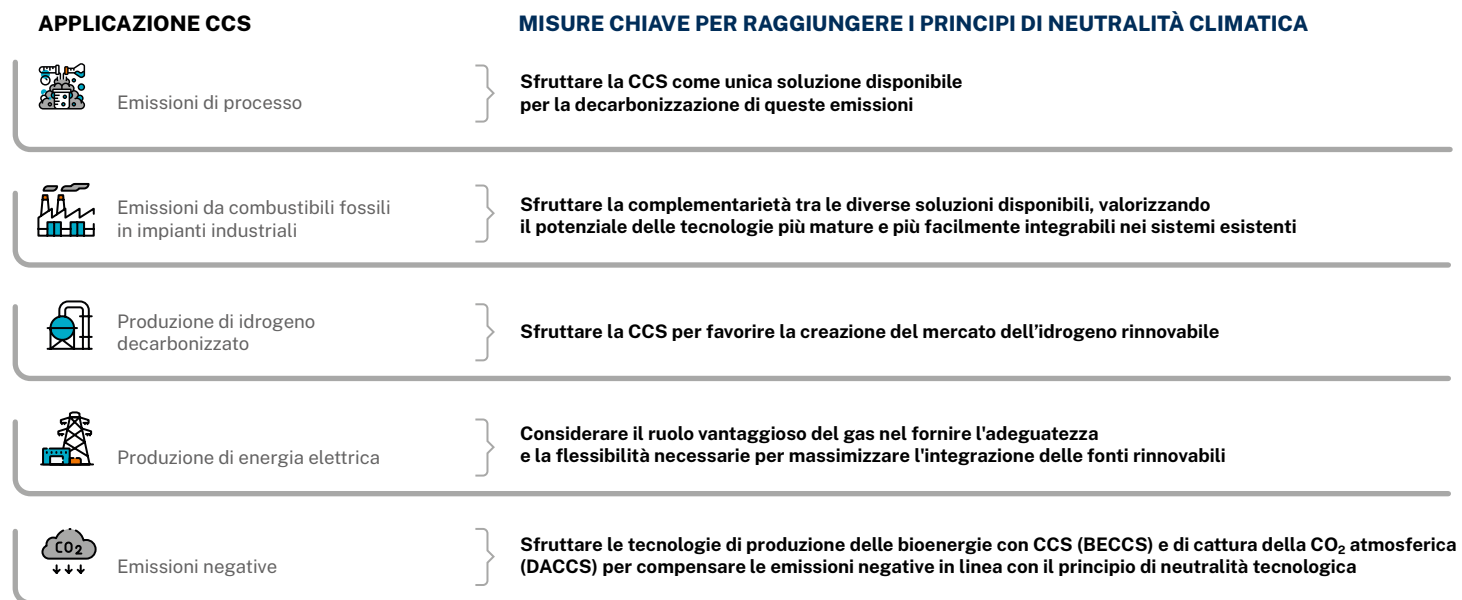 APPLICAZIONE CCS
MISURE CHIAVE PER RAGGIUNGERE I PRINCIPI DI NEUTRALITÀ CLIMATICA
Emissioni di processo
Sfruttare la CCS come unica soluzione disponibile
per la decarbonizzazione di queste emissioni
Emissioni da combustibili fossili
in impianti industriali
Sfruttare la complementarietà tra le diverse soluzioni disponibili, valorizzando
il potenziale delle tecnologie più mature e più facilmente integrabili nei sistemi esistenti
Produzione di idrogeno
decarbonizzato
Sfruttare la CCS per favorire la creazione del mercato dell’idrogeno rinnovabile
Produzione di energia elettrica
Considerare il ruolo vantaggioso del gas nel fornire l'adeguatezza
e la flessibilità necessarie per massimizzare l'integrazione delle fonti rinnovabili
CO2
Emissioni negative
Sfruttare le tecnologie di produzione delle bioenergie con CCS (BECCS) e di cattura della CO₂ atmosferica
(DACCS) per compensare le emissioni negative in linea con il principio di neutralità tecnologica